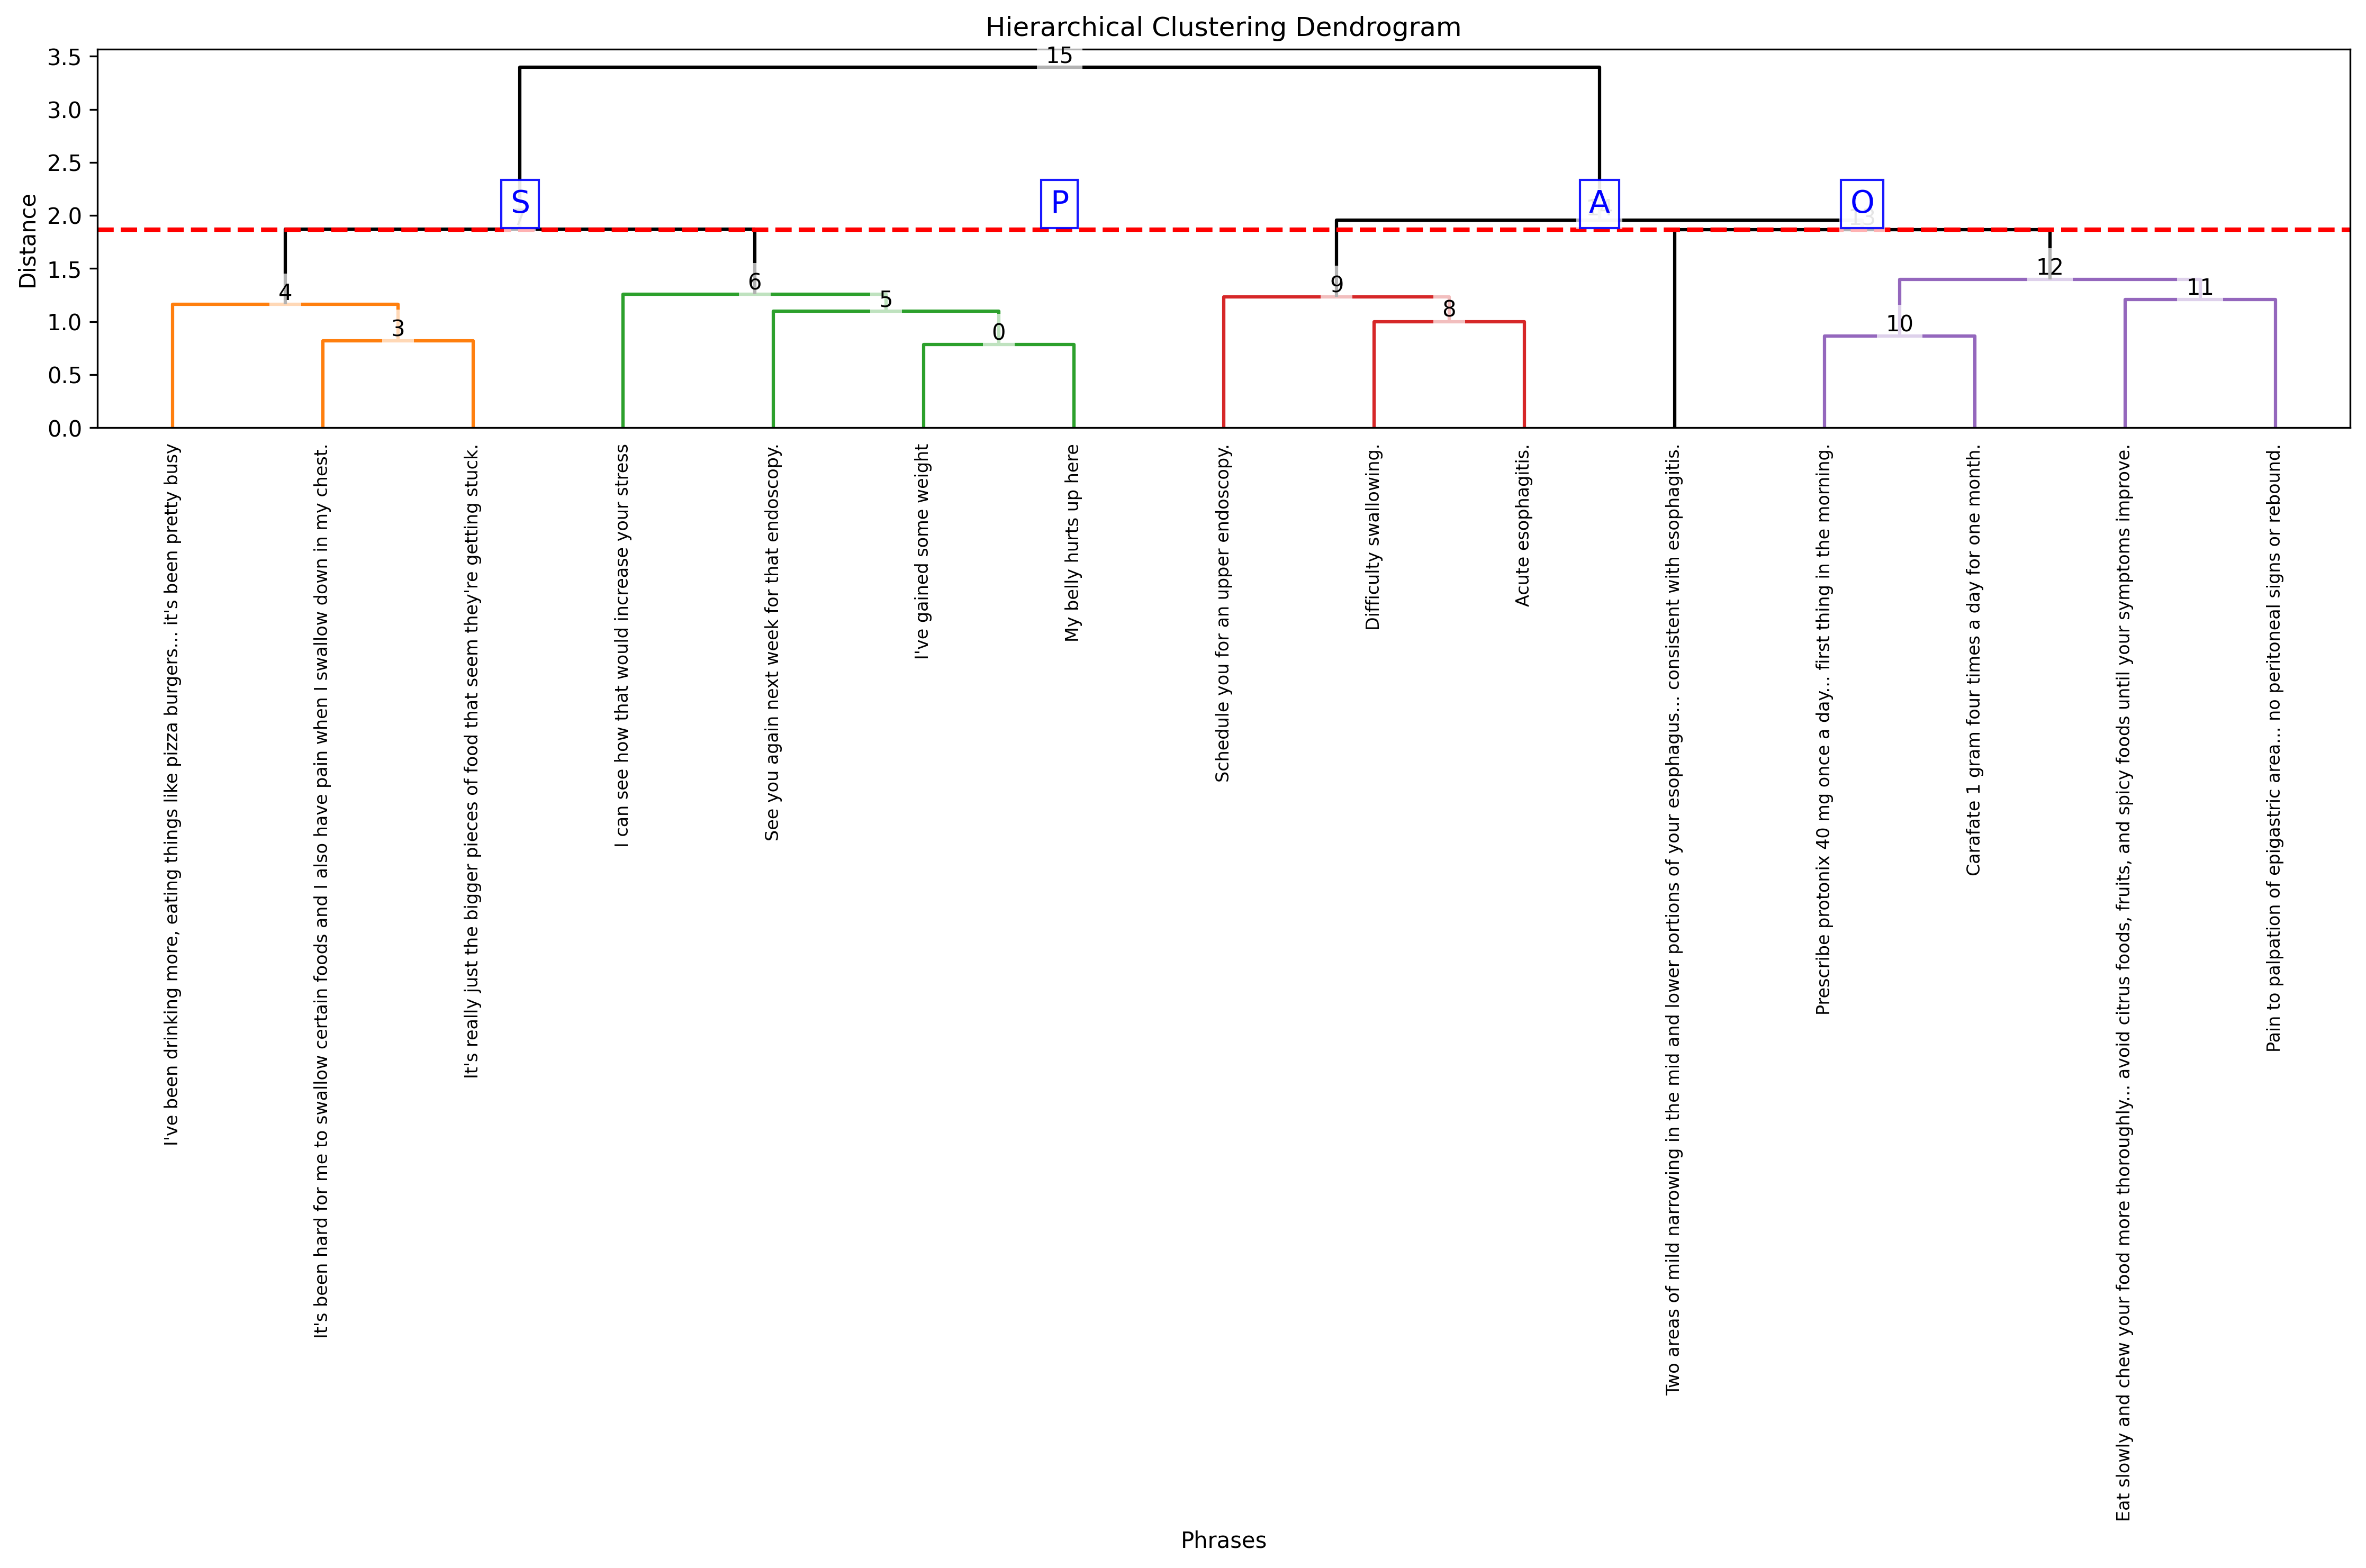 Hierarchical Clustering Dendrogram
3.5
3.0
2.5
2.0
1.5
1.0
0.5
0.0
Distance
15
S
P
A
O
13
4
3
6
5
0
9
8
12
11
10
I've been drinking more, eating things like pizza burgers... it's been pretty busy
It's been hard for me to swallow certain foods and I also have pain when I swallow down in my chest.
It's really just the bigger pieces of food that seem they're getting stuck.
I can see how that would increase your stress
See you again next week for that endoscopy.
I've gained some weight
My belly hurts up here
Schedule you for an upper endoscopy.
Difficulty swallowing.
Acute esophagitis.
Two areas of mild narrowing in the mid and lower portions of your esophagus... consistent with esophagitis.
Prescribe protonix 40 mg once a day... first thing in the morning.
Carafate 1 gram four times a day for one month.
Eat slowly and chew your food more thoroughly... avoid citrus foods, fruits, and spicy foods until your symptoms improve.
Pain to palpation of epigastric area... no peritoneal signs or rebound.
Phrases